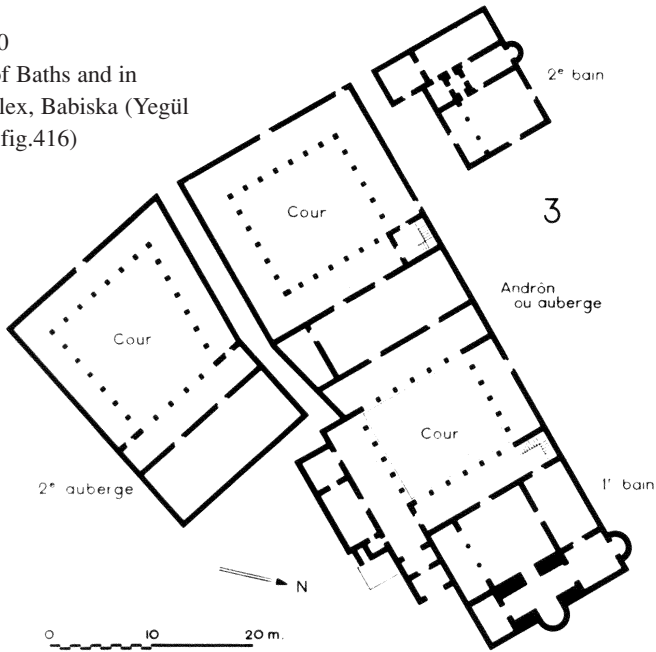 0
of Baths and in
lex, Babiska (Yegül
fig.416)
2e bain
Cour
3
Andrôn
ou auberge
Cour
Cour
2e auberge
1r bain
N
0 10 20 m.